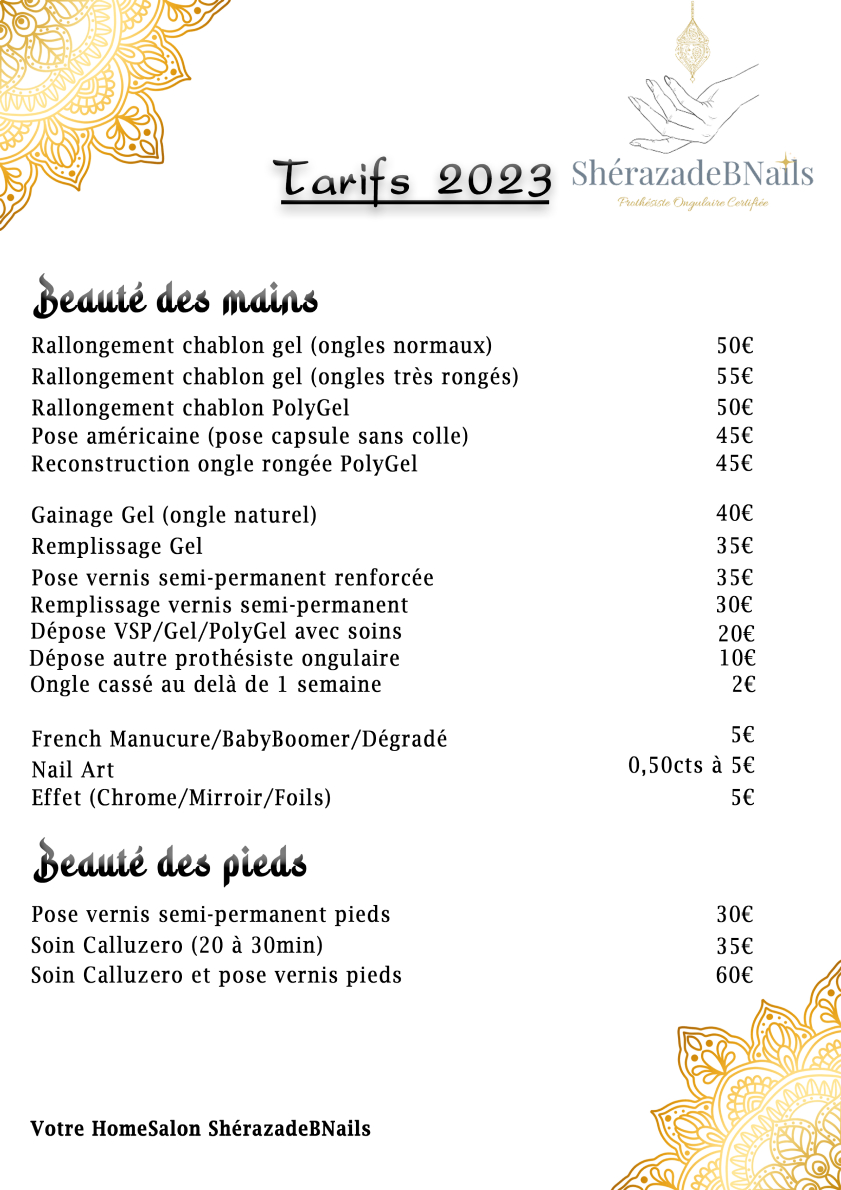 Tarifs 2023
ShérazadeBNails
Prothésiste Ongulaire Certifiée
Beauté des mains
Rallongement chablon gel (ongles normaux) 50€
Rallongement chablon gel (ongles très rongés) 55€
Rallongement chablon PolyGel 50€
Pose américaine (pose capsule sans colle) 45€
Reconstruction ongle rongée PolyGel 45€
Gainage Gel (ongle naturel) 40€
Remplissage Gel 35€
Pose vernis semi-permanent renforcée 35€
Remplissage vernis semi-permanent 30€
Dépose VSP/Gel/PolyGel avec soins 20€
Dépose autre prothésiste ongulaire 10€
Ongle cassé au delà de 1 semaine 2€
French Manucure/BabyBoomer/Dégradé 5€
Nail Art 0,50cts à 5€
Effet (Chrome/Mirroir/Foils) 5€
Beauté des pieds
Pose vernis semi-permanent pieds 30€
Soin Calluzero (20 à 30min) 35€
Soin Calluzero et pose vernis pieds 60€
Votre HomeSalon ShérazadeBNails